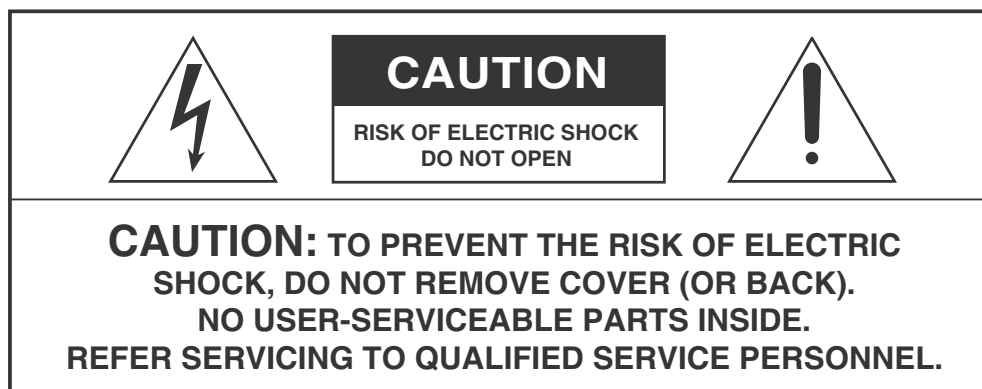 CAUTION
RISK OF ELECTRIC SHOCK
DO NOT OPEN
CAUTION: TO PREVENT THE RISK OF ELECTRIC
SHOCK, DO NOT REMOVE COVER (OR BACK).
NO USER-SERVICEABLE PARTS INSIDE.
REFER SERVICING TO QUALIFIED SERVICE PERSONNEL.